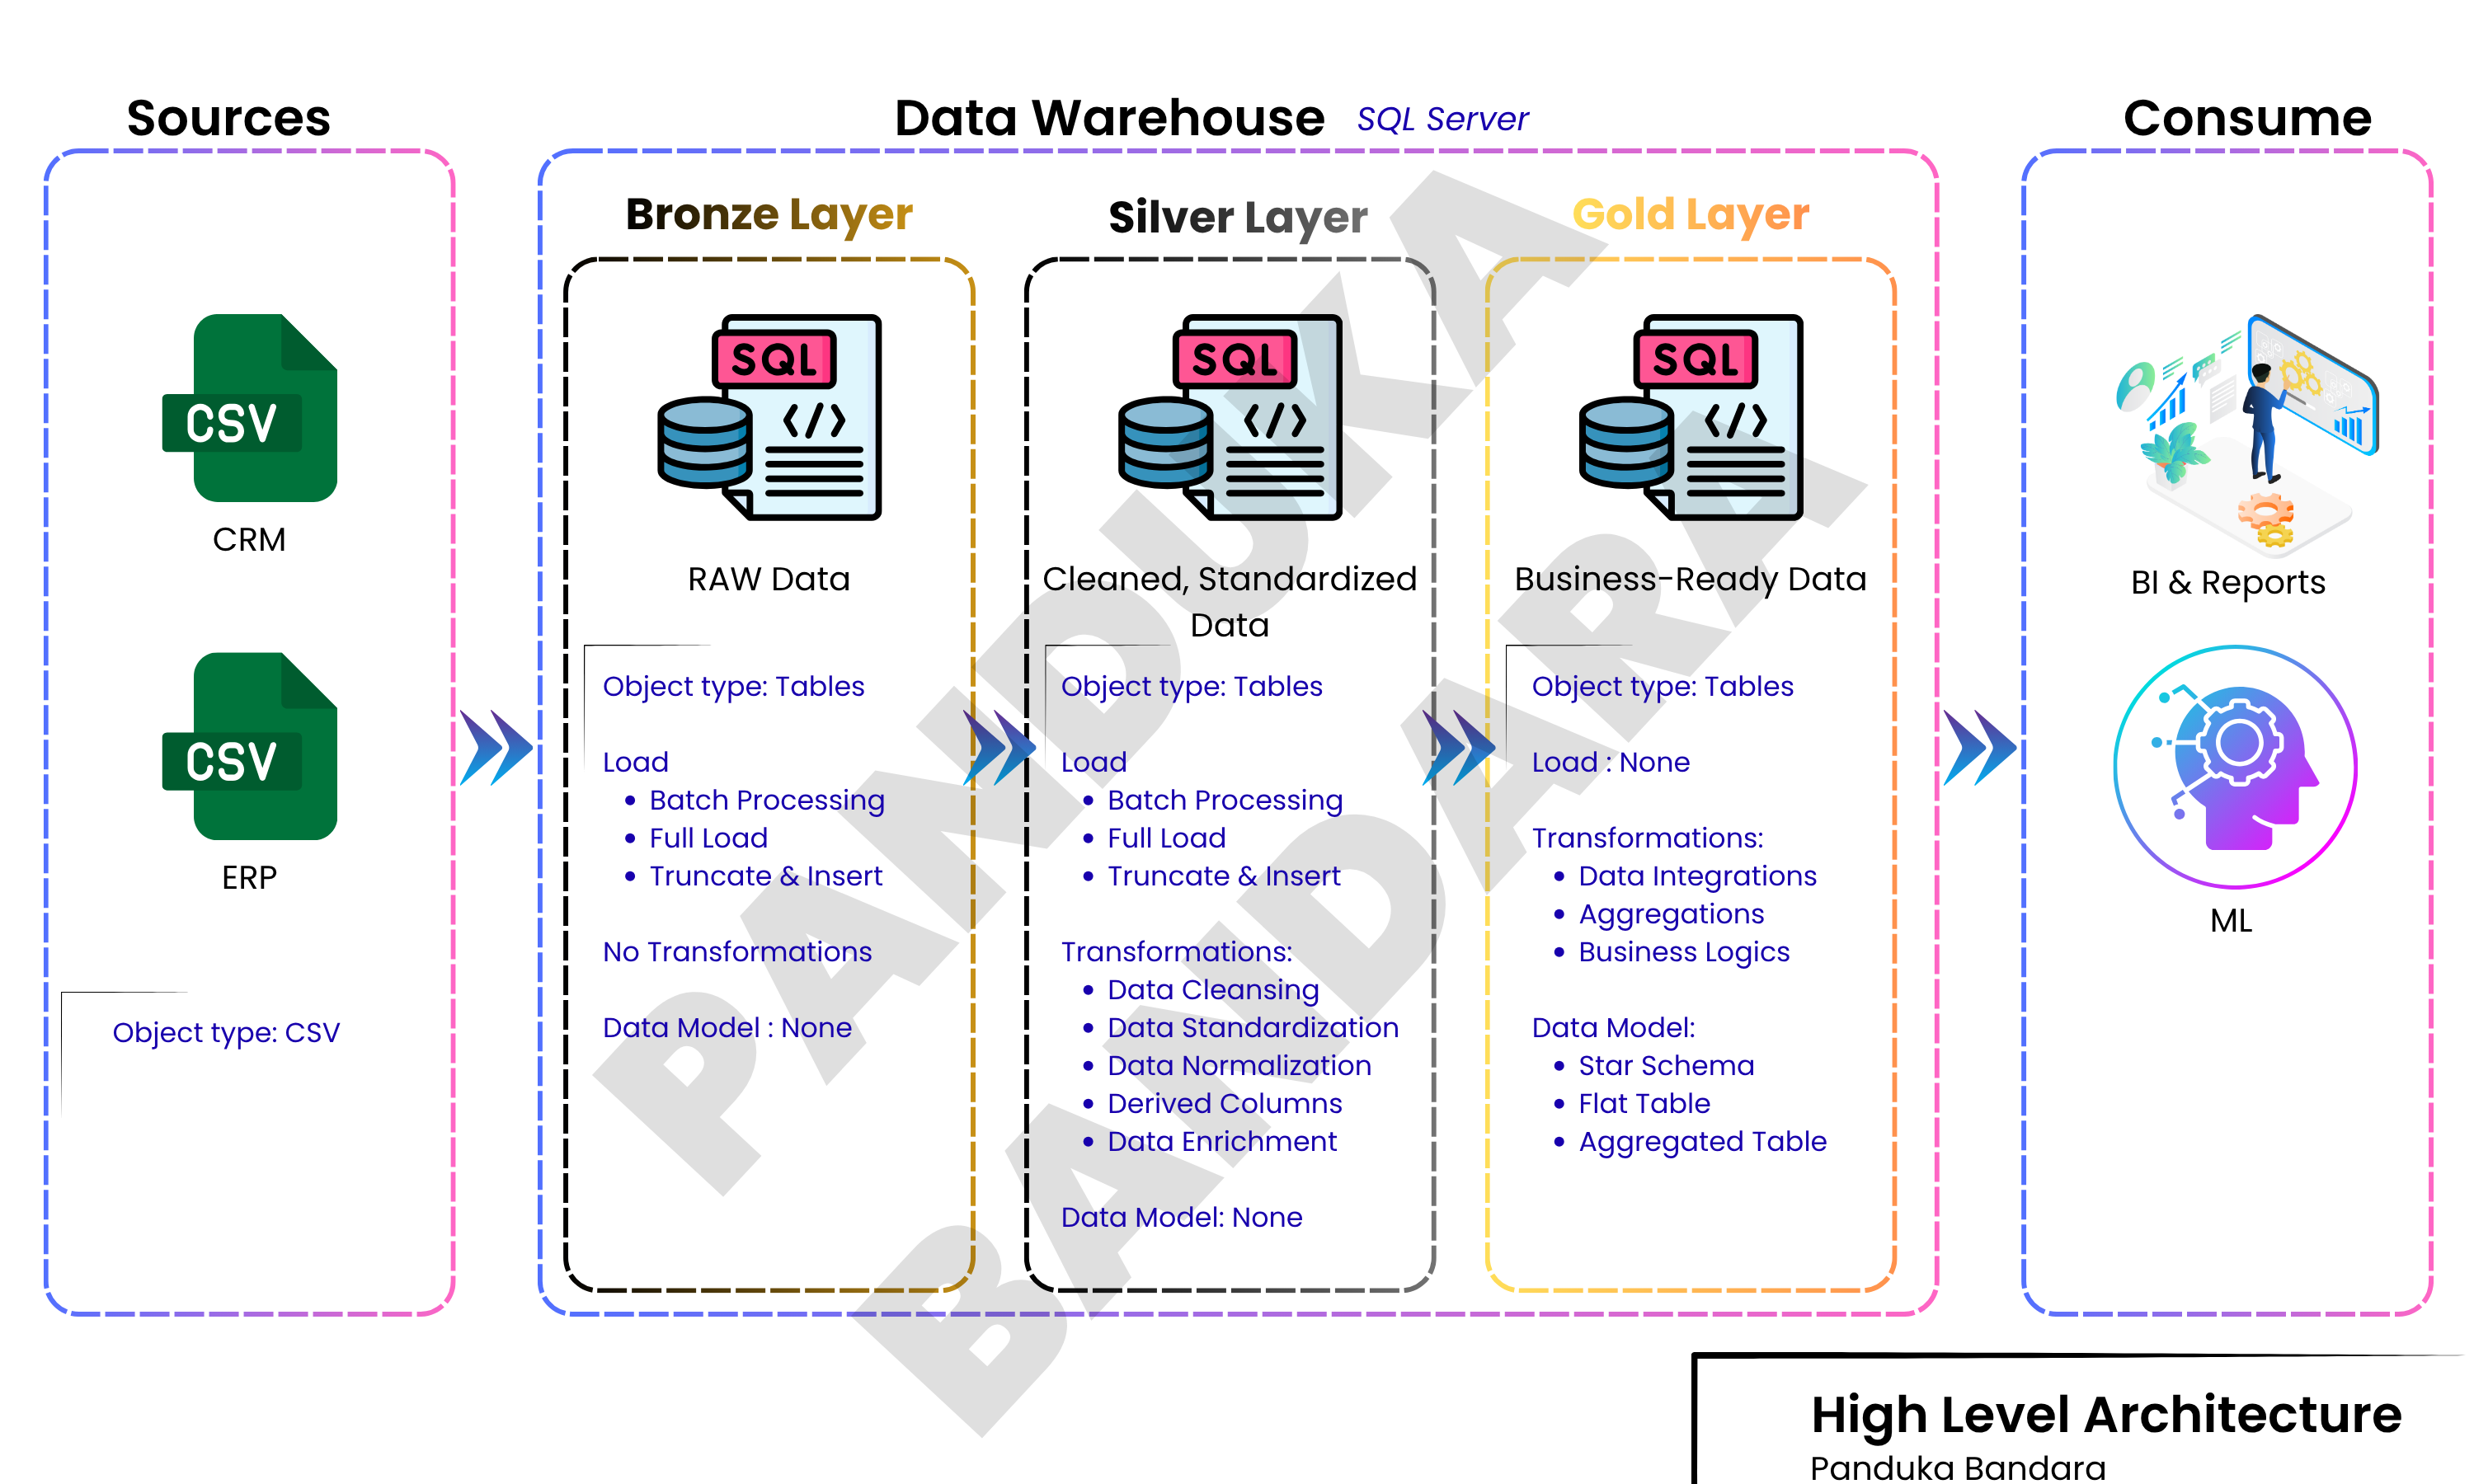 Sources
CSV
CRM
CSV
ERP
Object type: CSV
Data Warehouse SQL Server
Bronze Layer
SQL
</>
RAW Data
Object type: Tables
Load
• Batch Processing
• Full Load
• Truncate & Insert
No Transformations
Data Model : None
Silver Layer
SQL
</>
Cleaned, Standardized
Data
Object type: Tables
Load
• Batch Processing
• Full Load
• Truncate & Insert
Transformations:
• Data Cleansing
• Data Standardization
• Data Normalization
• Derived Columns
• Data Enrichment
Data Model: None
Gold Layer
SQL
</>
Business-Ready Data
Object type: Tables
Load : None
Transformations:
• Data Integrations
• Aggregations
• Business Logics
Data Model:
• Star Schema
• Flat Table
• Aggregated Table
Consume
BI & Reports
ML
PANDUKA
BANDARA
High Level Architecture
Panduka Bandara